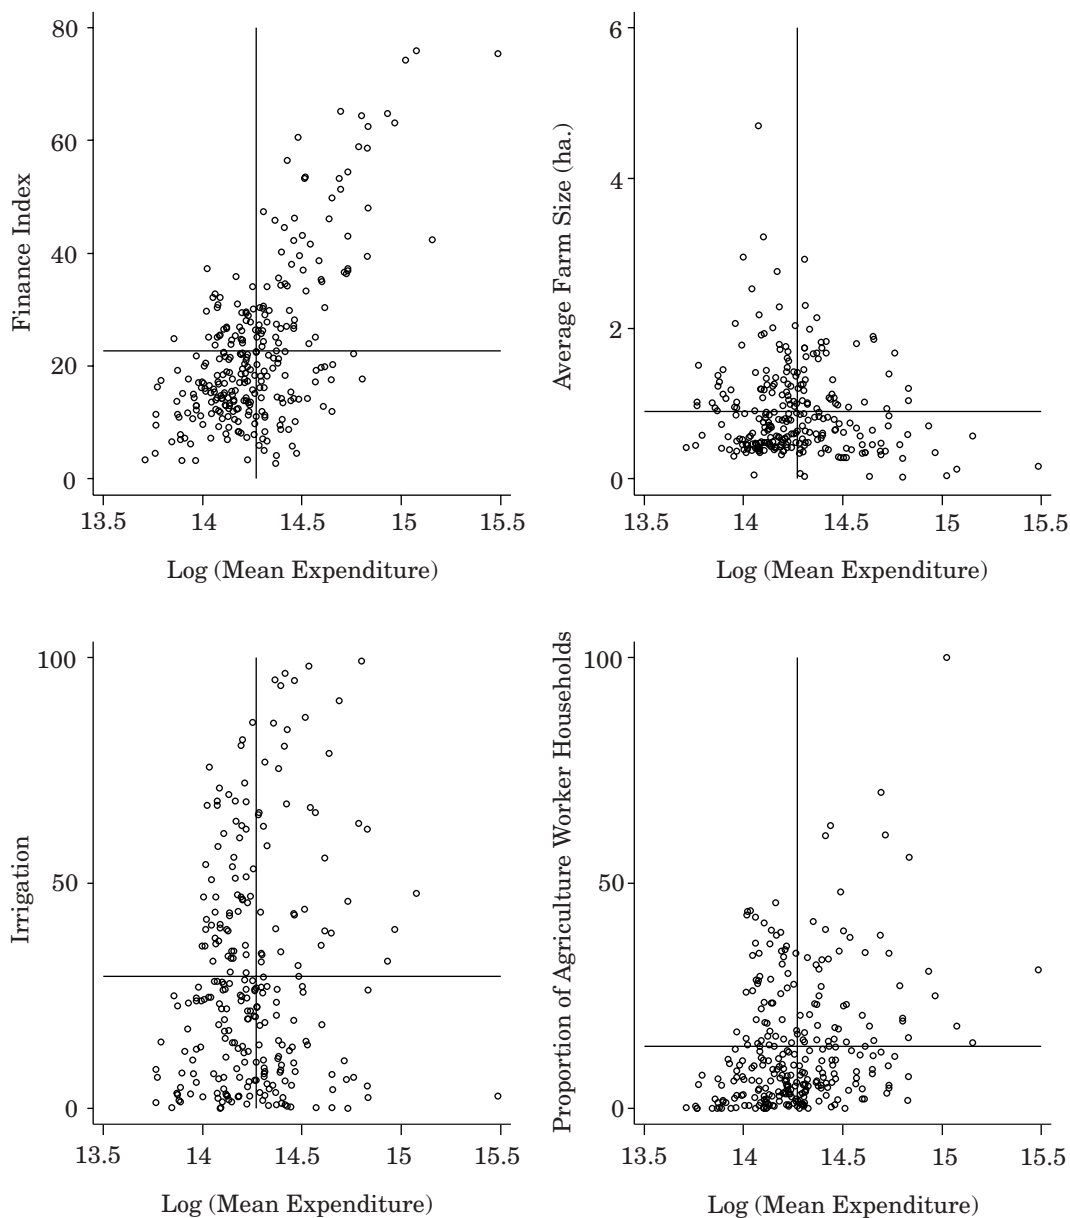 80
60
40
20
0
Finance Index
13.5 14 14.5 15 15.5
Log (Mean Expenditure)
6
4
2
0
Average Farm Size (ha.)
13.5 14 14.5 15 15.5
Log (Mean Expenditure)
100
50
0
Irrigation
13.5 14 14.5 15 15.5
Log (Mean Expenditure)
100
50
0
Proportion of Agriculture Worker Households
13.5 14 14.5 15 15.5
Log (Mean Expenditure)